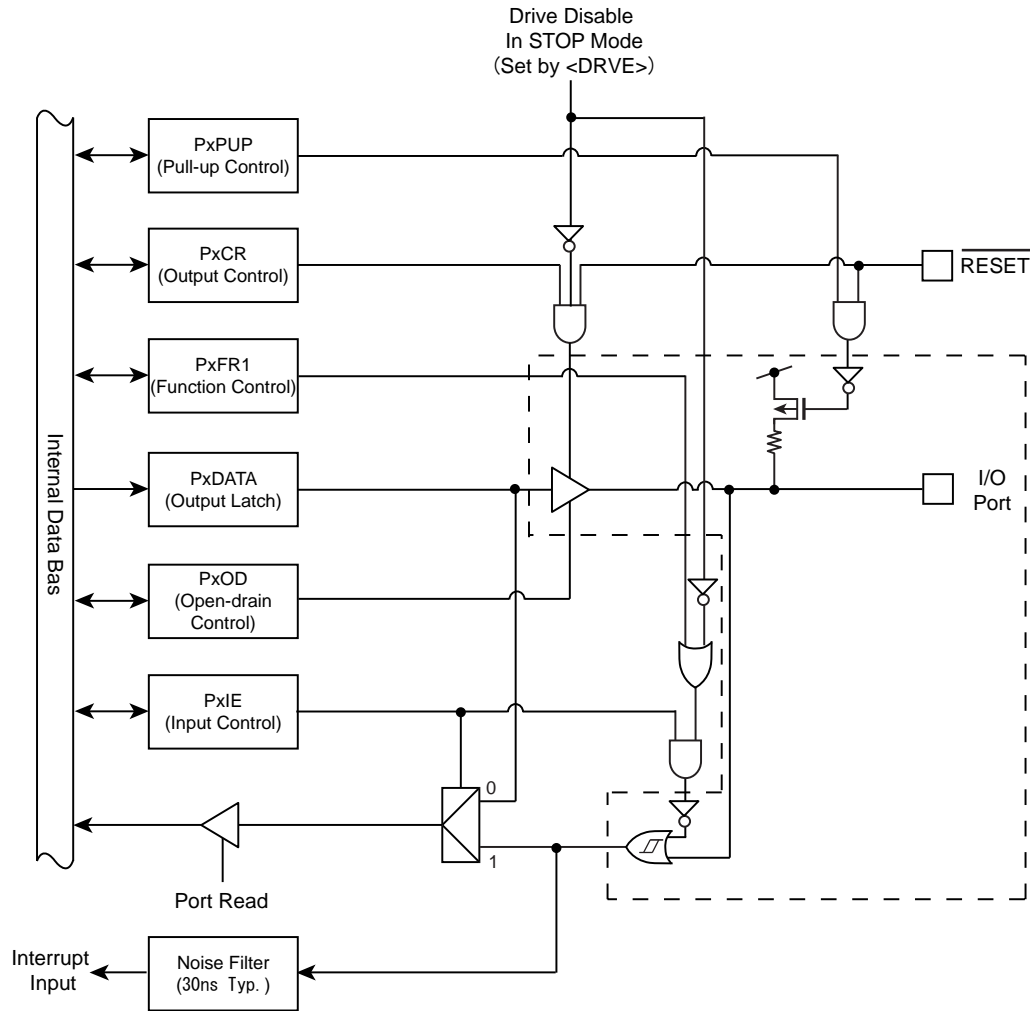 Drive Disable
In STOP Mode
(Set by <DRVE>)
PxPUP
(Pull-up Control)
PxCR
(Output Control)
RESET
PxFR1
(Function Control)
Internal Data Bas
PxDATA
(Output Latch)
I/O
Port
PxOD
(Open-drain
Control)
PxIE
(Input Control)
0
1
Port Read
Interrupt
Input
Noise Filter
(30ns Typ.)